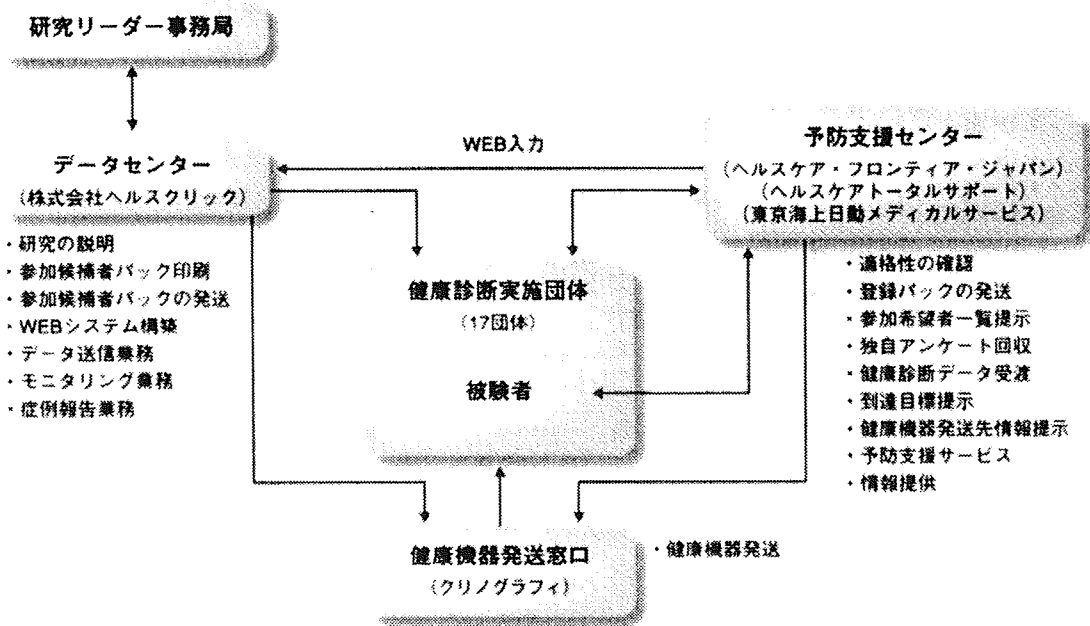 研究リーダー事務局
データセンター
(株式会社ヘルスクリック)
・研究の説明
・参加候補者パック印刷
・参加候補者パックの発送
・WEBシステム構築
・データ送信業務
・モニタリング業務
・症例報告業務
WEB入力
予防支援センター
(ヘルスケア・フロンティア・ジャパン)
(ヘルスケアトータルサポート)
(東京海上日動メディカルサービス)
・適格性の確認
・登録パックの発送
・参加希望者一覧提示
・独自アンケート回収
・健康診断データ受渡
・到達目標提示
・健康機器発送先情報提示
・予防支援サービス
・情報提供
健康診断実施団体
(17団体)
被験者
健康機器発送窓口
(クリノグラフィ)
・健康機器発送